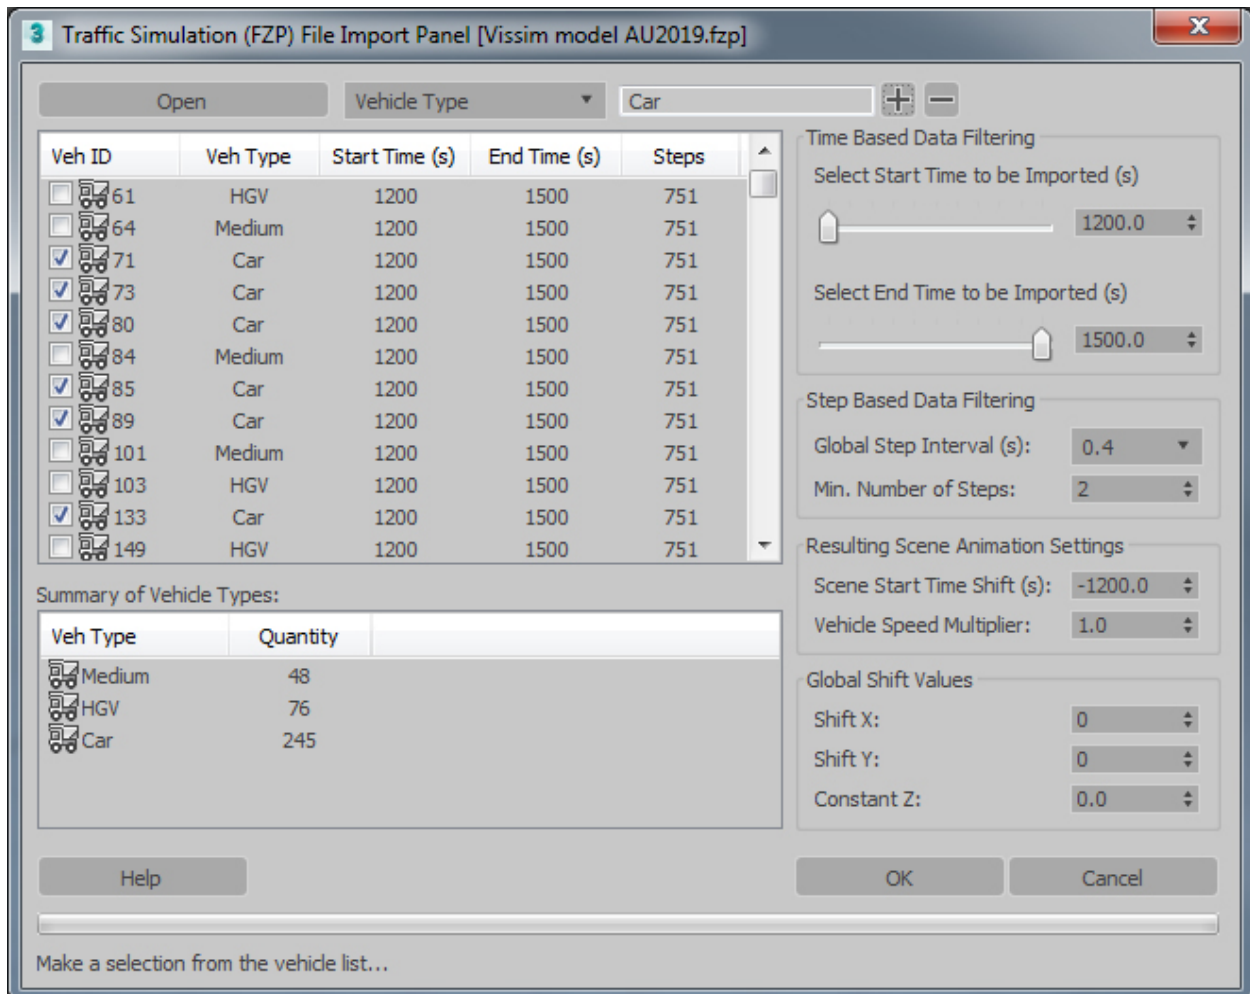 Traffic Simulation (FZP) File Import Panel [Vissim model AU2019.fzp]
Open
Vehicle Type
Car
Veh ID Veh Type Start Time (s) End Time (s) Steps
61 HGV 1200 1500 751
64 Medium 1200 1500 751
71 Car 1200 1500 751
73 Car 1200 1500 751
80 Car 1200 1500 751
84 Medium 1200 1500 751
85 Car 1200 1500 751
89 Car 1200 1500 751
101 Medium 1200 1500 751
103 HGV 1200 1500 751
133 Car 1200 1500 751
149 HGV 1200 1500 751
Summary of Vehicle Types:
Veh Type Quantity
Medium 48
HGV 76
Car 245
Time Based Data Filtering
Select Start Time to be Imported (s)
1200.0
Select End Time to be Imported (s)
1500.0
Step Based Data Filtering
Global Step Interval (s): 0.4
Min. Number of Steps: 2
Resulting Scene Animation Settings
Scene Start Time Shift (s): -1200.0
Vehicle Speed Multiplier: 1.0
Global Shift Values
Shift X: 0
Shift Y: 0
Constant Z: 0.0
Help
OK
Cancel
Make a selection from the vehicle list...